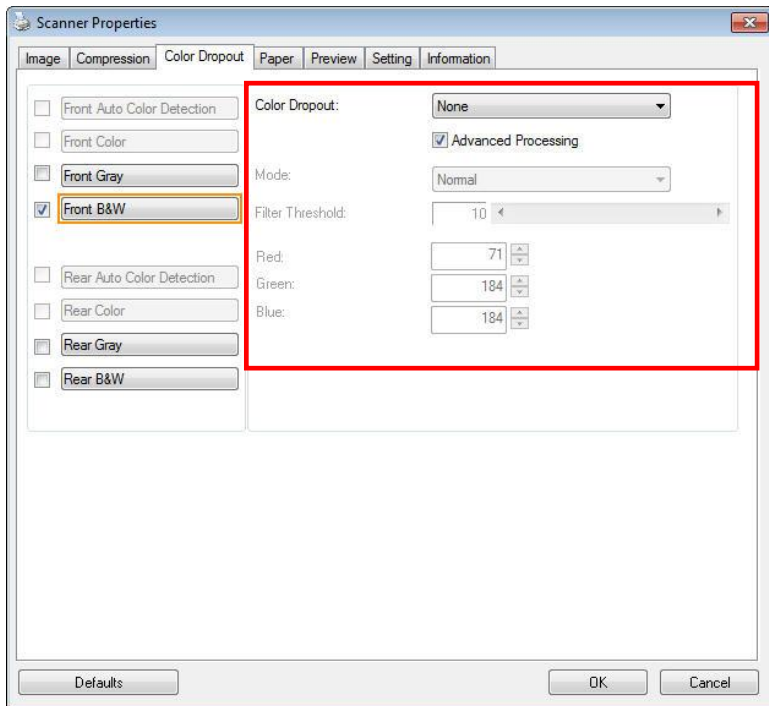 Scanner Properties
Image Compression Color Dropout Paper Preview Setting Information
Front Auto Color Detection
Front Color
Front Gray
Front B&W
Rear Auto Color Detection
Rear Color
Rear Gray
Rear B&W
Color Dropout: None
Advanced Processing
Mode: Normal
Filter Threshold: 10
Red: 71
Green: 184
Blue: 184
Defaults OK Cancel